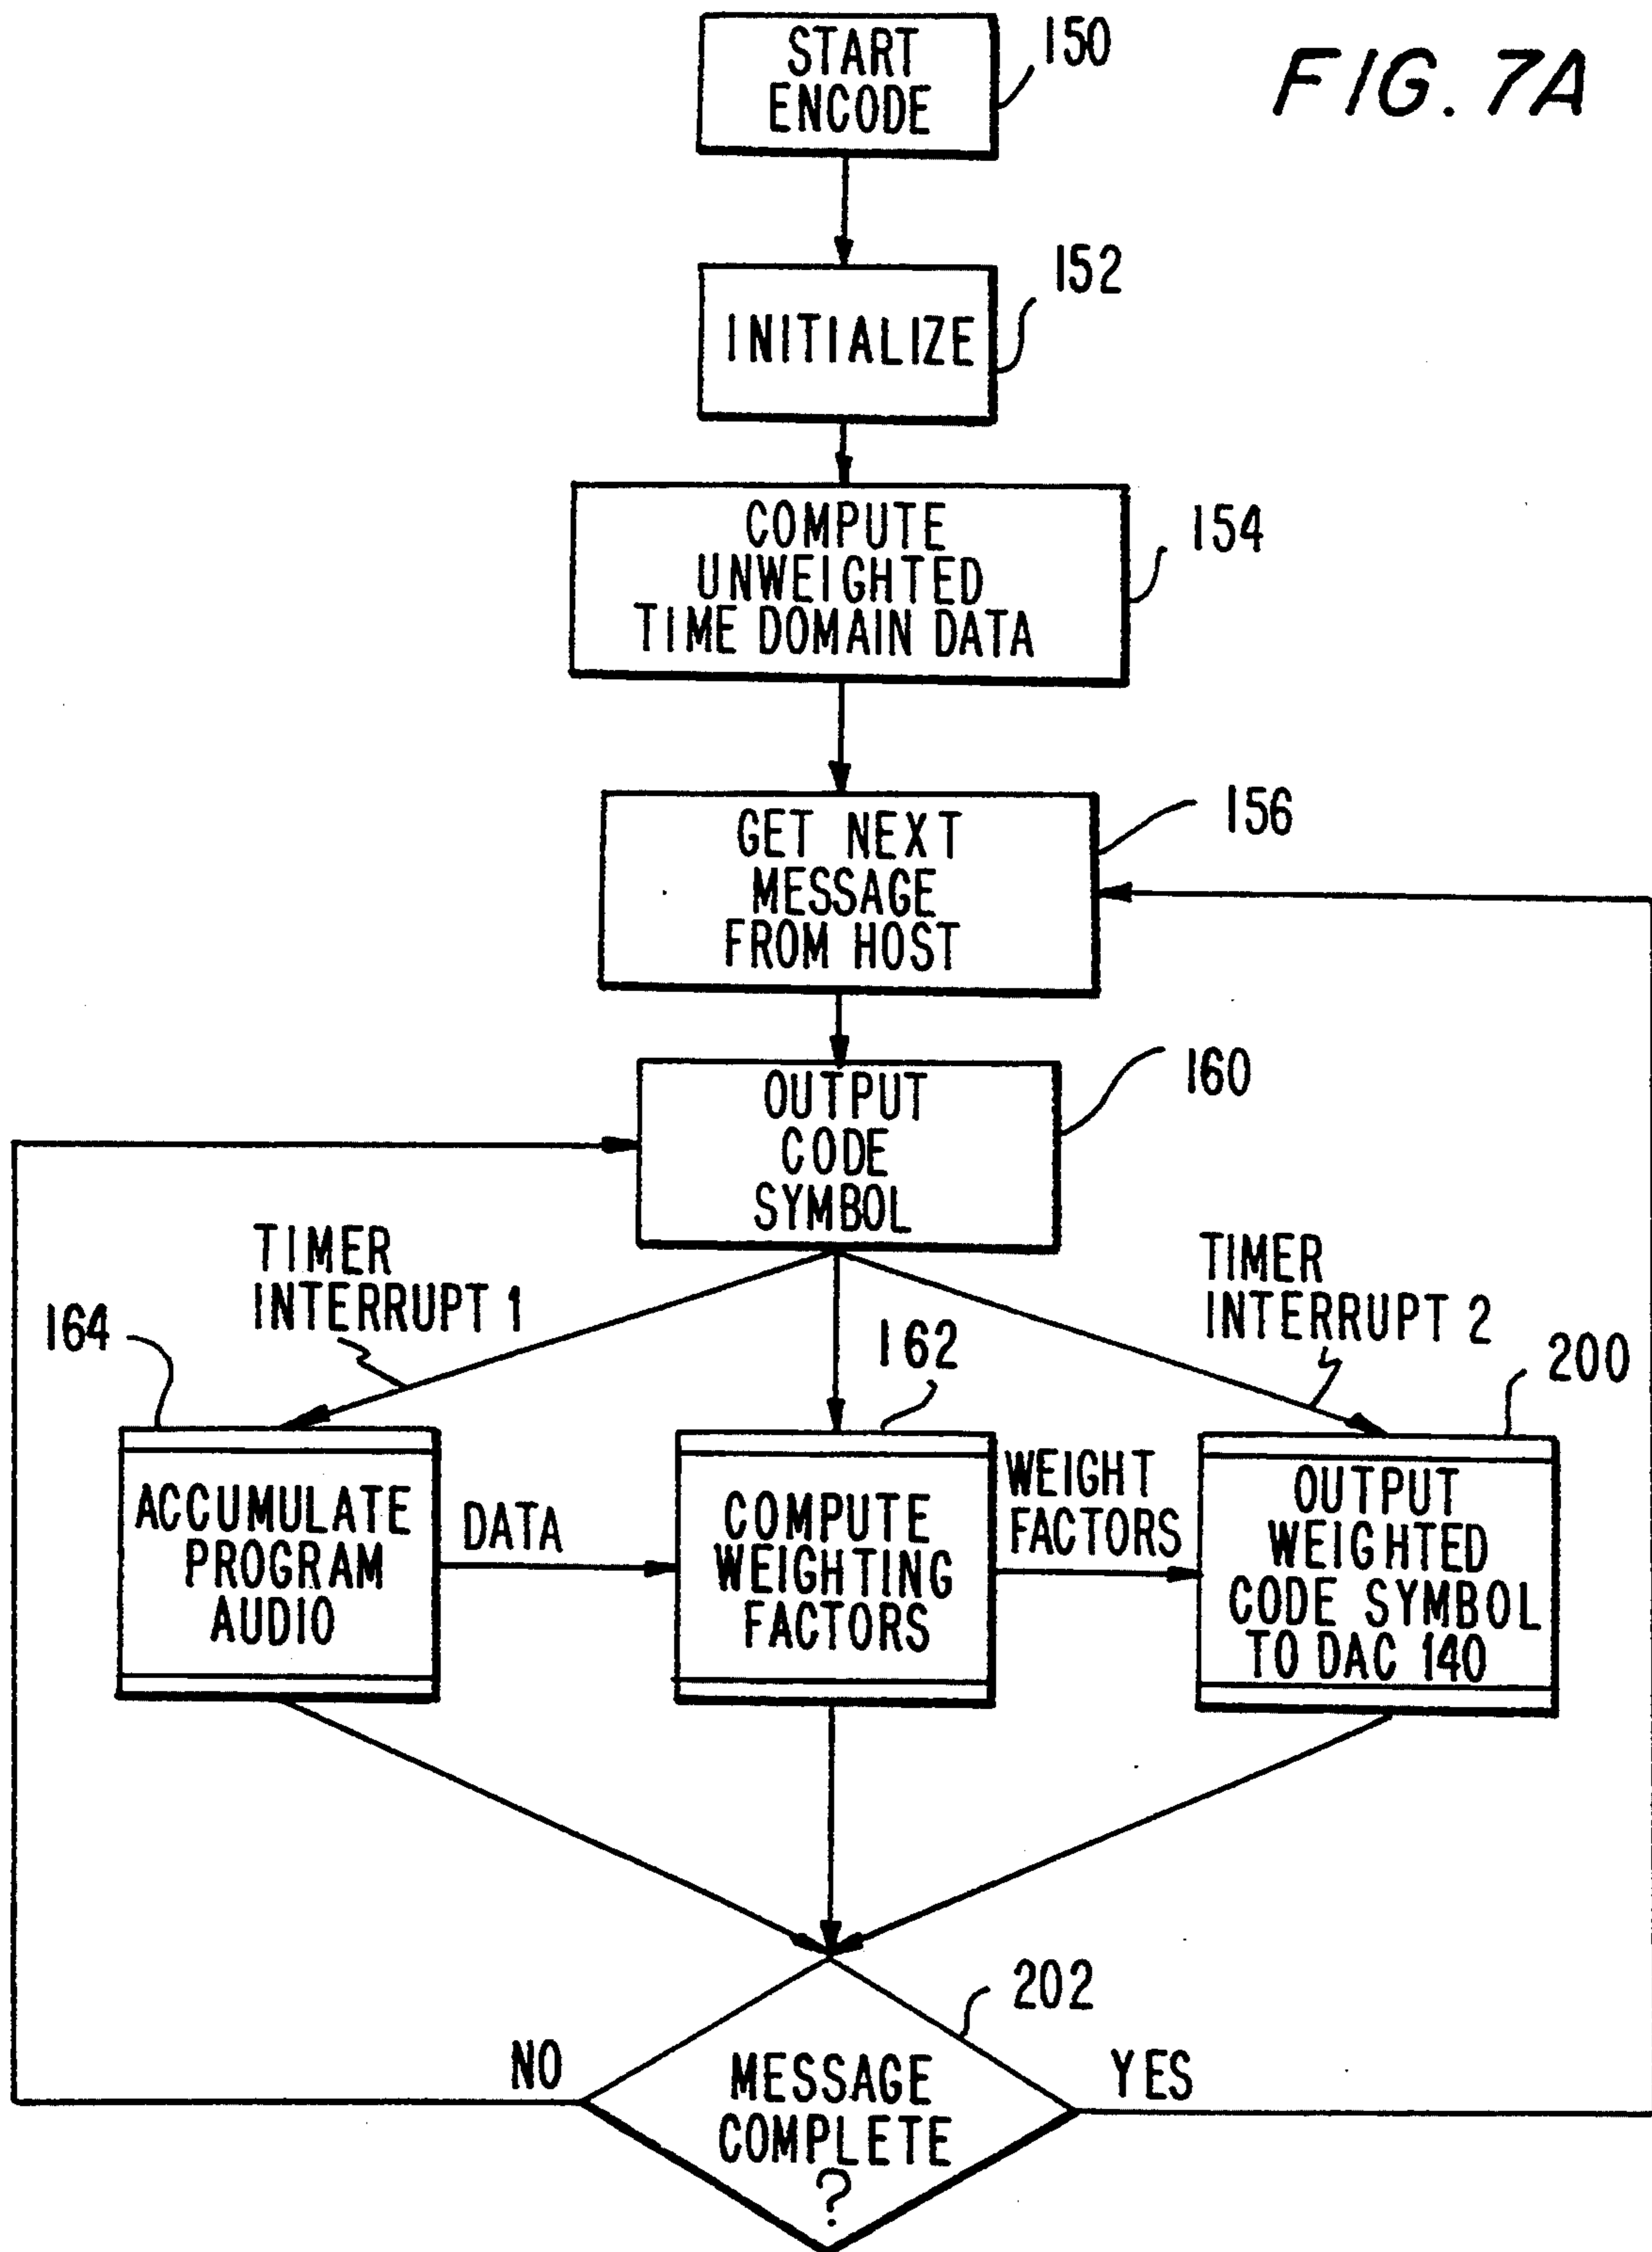 START
ENCODE
150
FIG. 7A
INITIALIZE
152
COMPUTE
UNWEIGHTED
TIME DOMAIN DATA
154
GET NEXT
MESSAGE
FROM HOST
156
OUTPUT
CODE
SYMBOL
160
TIMER
INTERRUPT 1
TIMER
INTERRUPT 2
164
162
200
ACCUMULATE
PROGRAM
AUDIO
DATA
COMPUTE
WEIGHTING
FACTORS
WEIGHT
FACTORS
OUTPUT
WEIGHTED
CODE SYMBOL
TO DAC 140
202
NO
MESSAGE
COMPLETE
?
YES